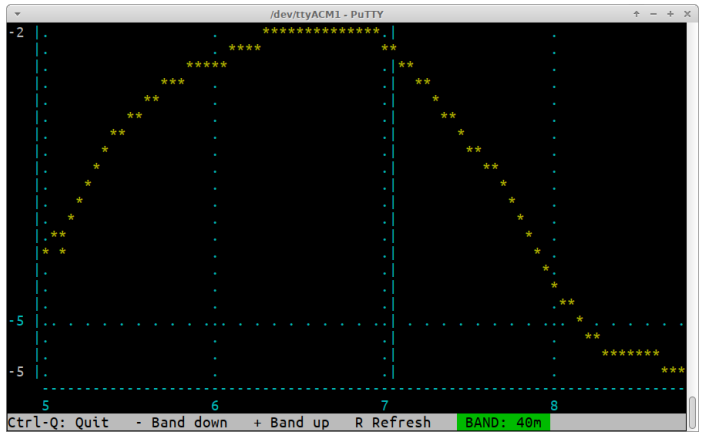 /dev/ttyACM1 - PuTTY
-2
-5
-5
5 6 7 8
Ctrl-Q: Quit - Band down + Band up R Refresh BAND: 40m